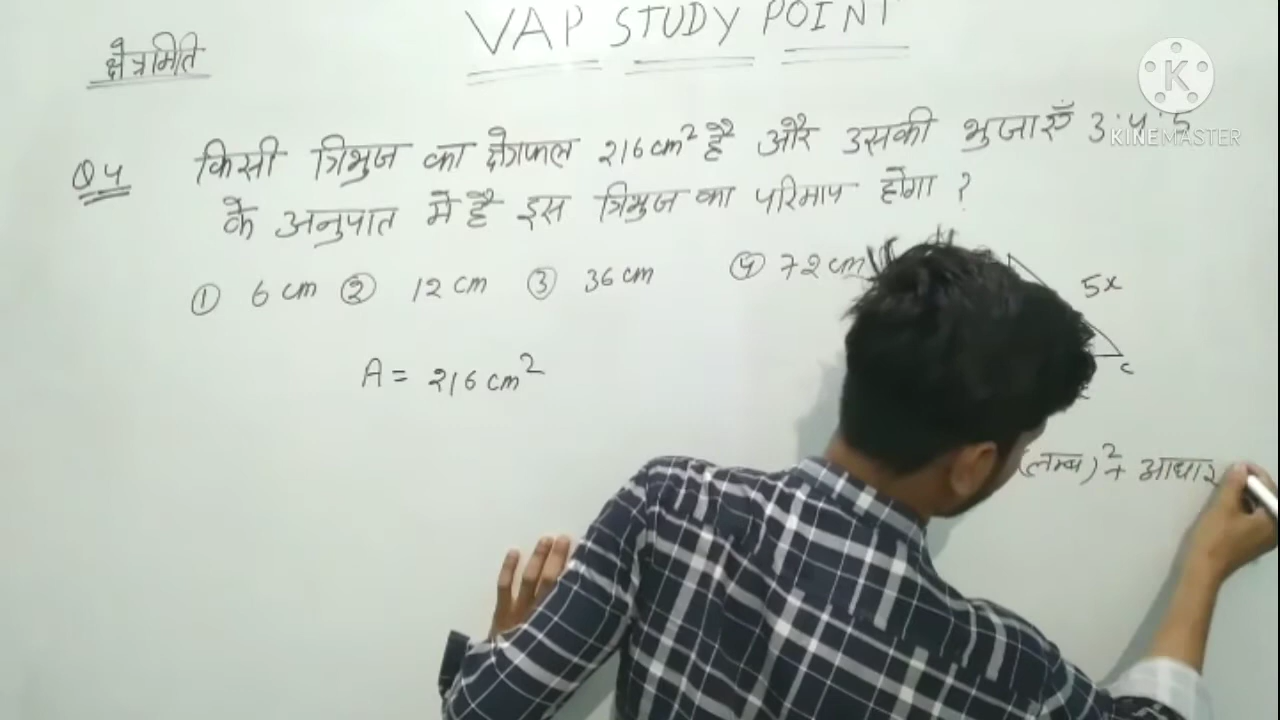 VAP STUDY POINT
क्षेत्रमिति
K
KINEMASTER
Q4 किसी त्रिभुज का क्षेत्रफल 216 cm² है और उसकी भुजाएँ 3:4:5
के अनुपात में है इस त्रिभुज का परिमाप होगा ?
① 6 cm ② 12 cm ③ 36 cm ④ 72 cm
5x
C
A = 216 cm²
(लम्ब)² + आधार